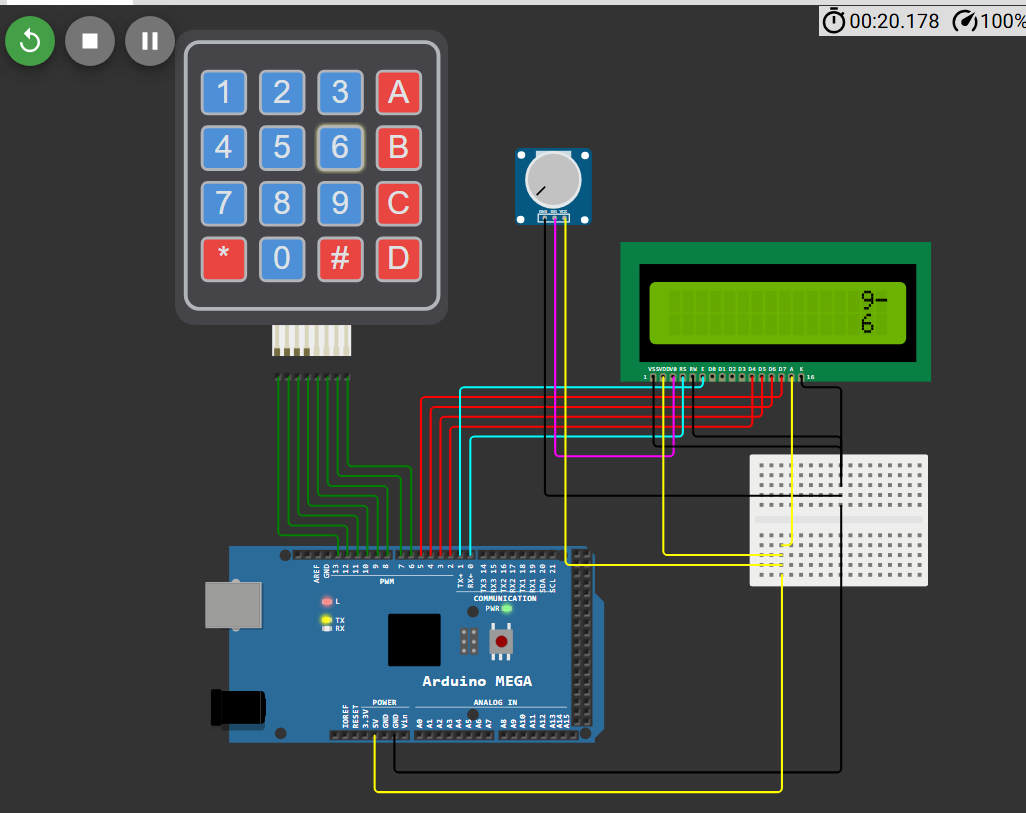 00:20.178 100%
1 2 3 A
4 5 6 B
7 8 9 C
* 0 # D
GND SIG VCC
9-
6
1 VSS VDD V0 RS RW E D0 D1 D2 D3 D4 D5 D6 D7 A K 16
AREF GND 13 12 11 10 9 8 7 6 5 4 3 2 1 0 14 15 16 17 18 19 20 21
TX→ RX← TX3 RX3 TX2 RX2 TX1 RX1 SDA SCL
PWM
COMMUNICATION
L
PWR
TX
RX
Arduino MEGA
POWER ANALOG IN
IOREF RESET 3.3V 5V GND GND Vin A0 A1 A2 A3 A4 A5 A6 A7 A8 A9 A10 A11 A12 A13 A14 A15